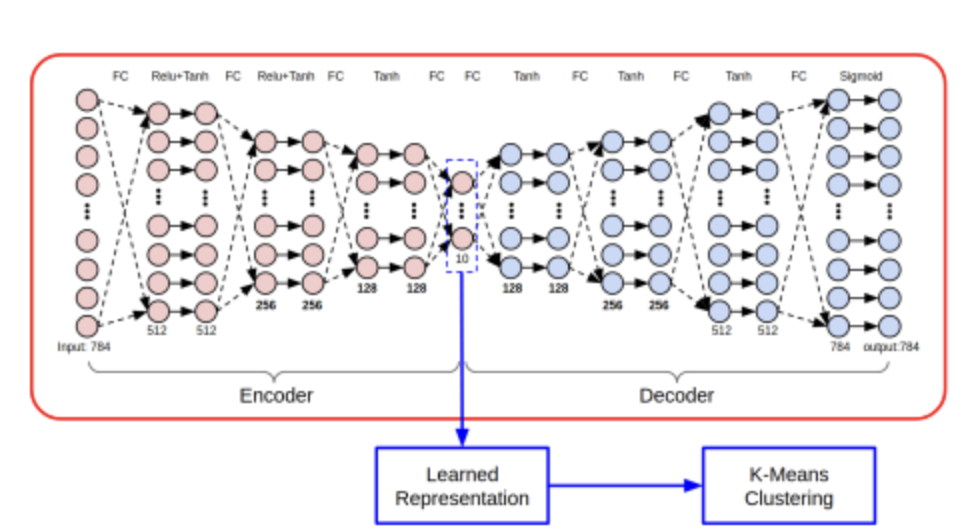 FC Relu+Tanh FC Relu+Tanh FC Tanh FC FC Tanh FC Tanh FC Tanh FC Sigmoid
10
128 128 128 128
256 256 256 256
512 512 512 512
Input: 784 784 output:784
Encoder Decoder
Learned K-Means
Representation Clustering